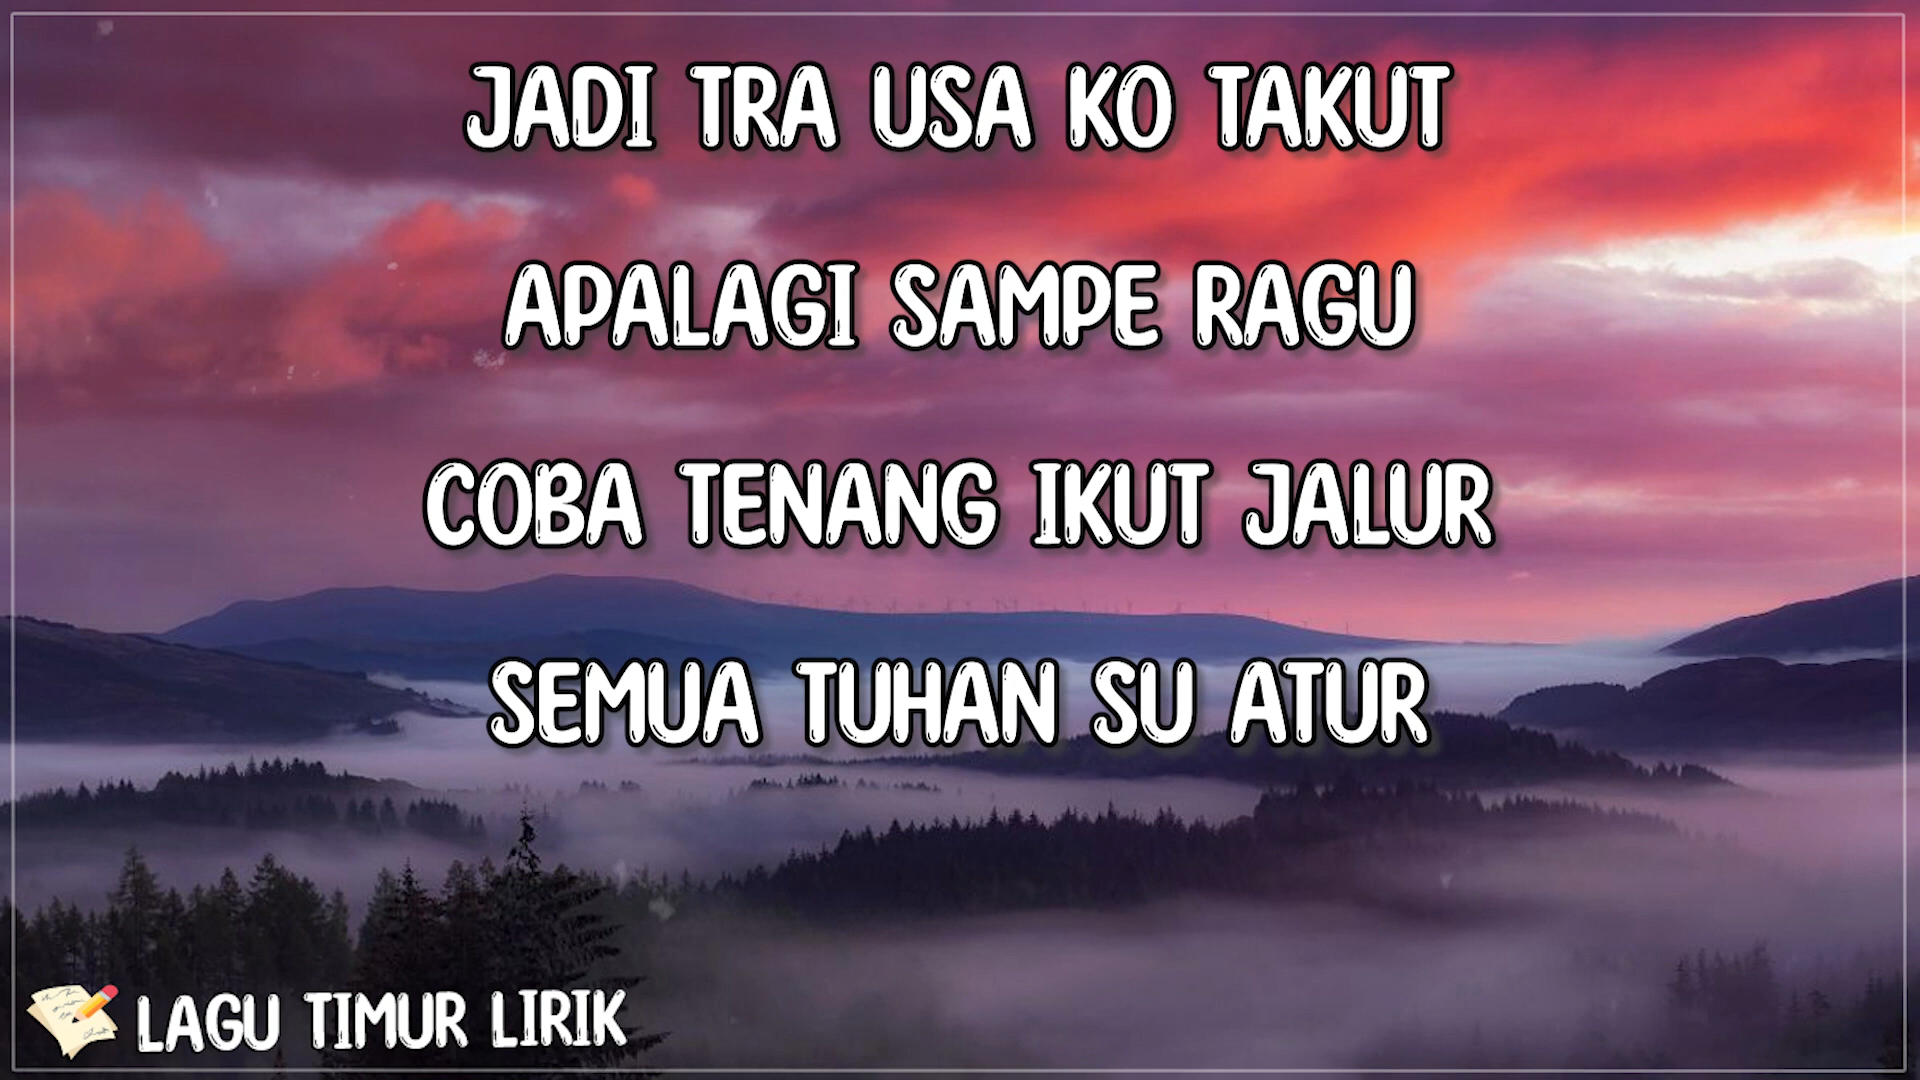 JADI TRA USA KO TAKUT
APALAGI SAMPE RAGU
COBA TENANG IKUT JALUR
SEMUA TUHAN SU ATUR
LAGU TIMUR LIRIK